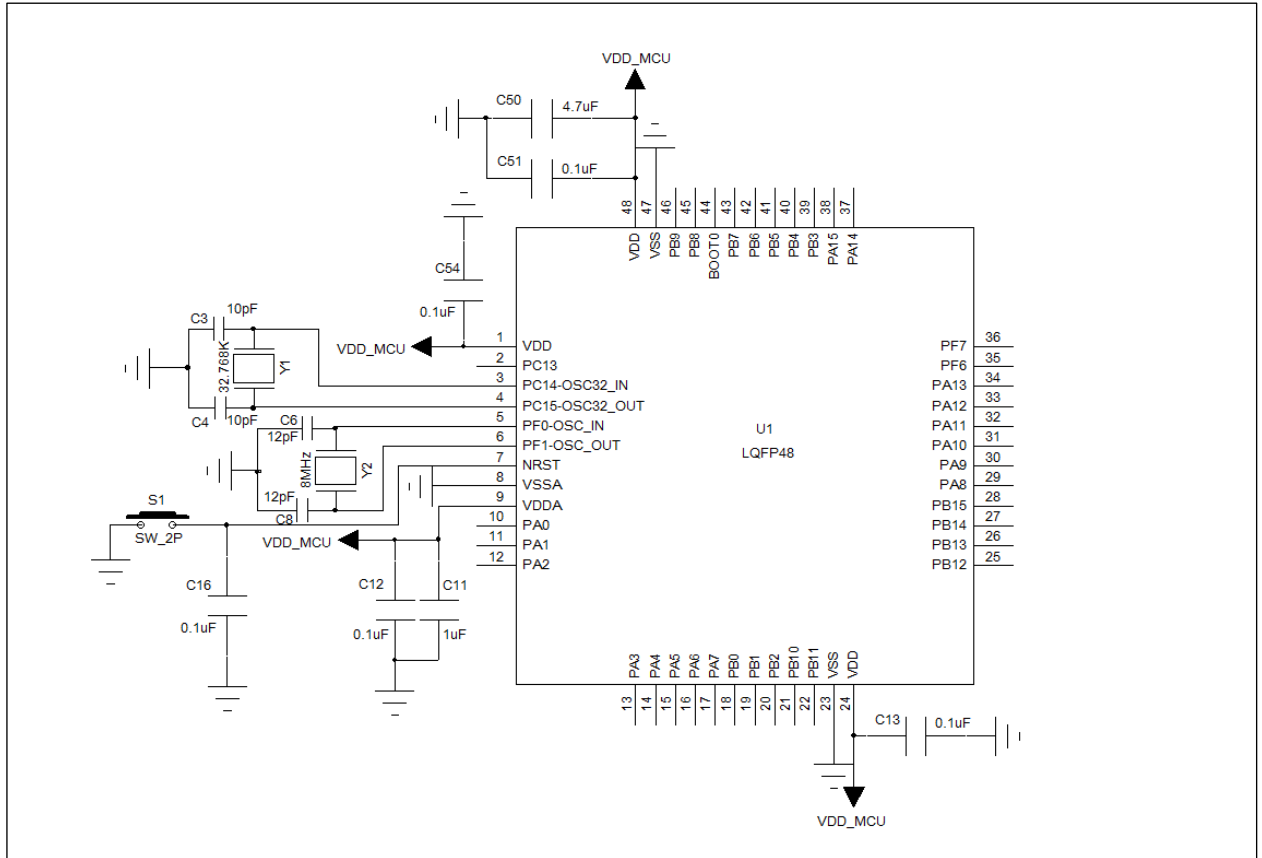 VDD_MCU
C50
4.7uF
C51
0.1uF
48
47
46
45
44
43
42
41
40
39
38
37
VDD
VSS
PB9
PB8
BOOT0
PB7
PB6
PB5
PB4
PB3
PA15
PA14
C54
0.1uF
VDD_MCU
C3
10pF
32.768K
Y1
C4
10pF
C6
12pF
8MHz
Y2
12pF
C8
S1
SW_2P
VDD_MCU
C16
0.1uF
C12
0.1uF
C11
1uF
1 VDD
2 PC13
3 PC14-OSC32_IN
4 PC15-OSC32_OUT
5 PF0-OSC_IN
6 PF1-OSC_OUT
7 NRST
8 VSSA
9 VDDA
10 PA0
11 PA1
12 PA2
U1
LQFP48
PF7 36
PF6 35
PA13 34
PA12 33
PA11 32
PA10 31
PA9 30
PA8 29
PB15 28
PB14 27
PB13 26
PB12 25
PA3
PA4
PA5
PA6
PA7
PB0
PB1
PB2
PB10
PB11
VSS
VDD
13
14
15
16
17
18
19
20
21
22
23
24
C13
0.1uF
VDD_MCU